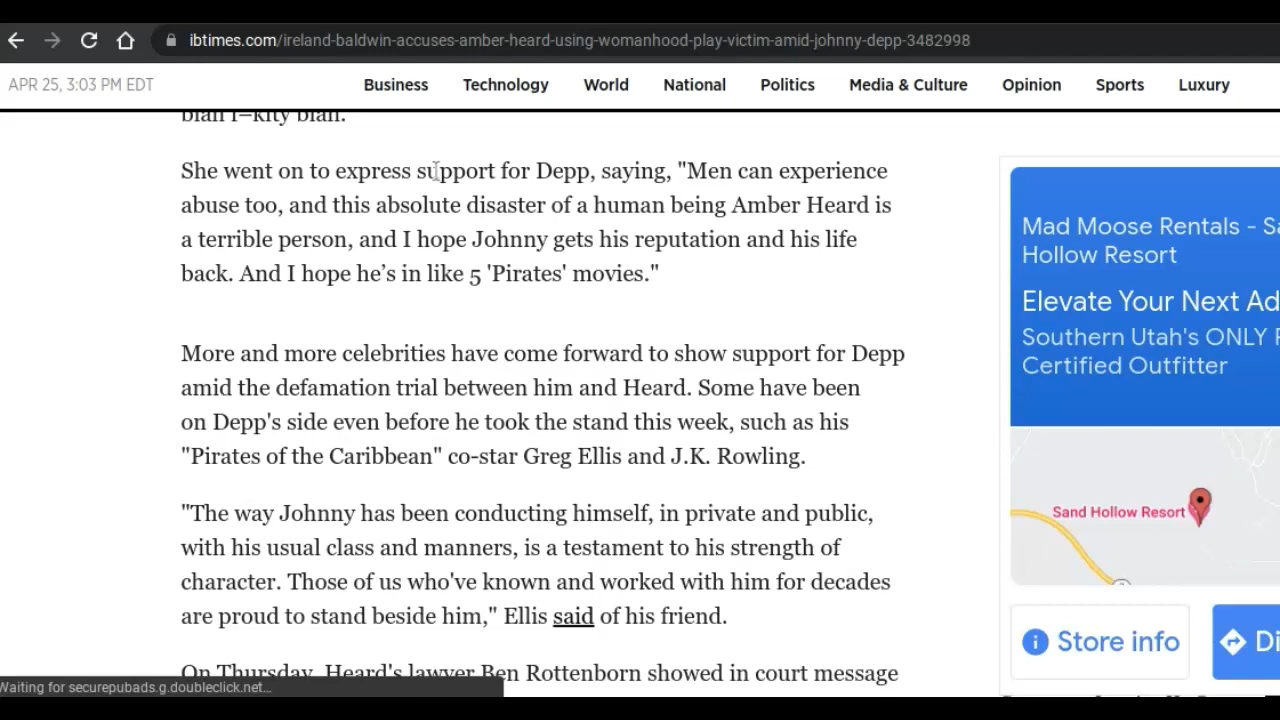 ibtimes.com/ireland-baldwin-accuses-amber-heard-using-womanhood-play-victim-amid-johnny-depp-3482998
APR 25, 3:03 PM EDT
Business Technology World National Politics Media & Culture Opinion Sports Luxury
blah f–kity blah.
She went on to express support for Depp, saying, "Men can experience
abuse too, and this absolute disaster of a human being Amber Heard is
a terrible person, and I hope Johnny gets his reputation and his life
back. And I hope he's in like 5 'Pirates' movies."
More and more celebrities have come forward to show support for Depp
amid the defamation trial between him and Heard. Some have been
on Depp's side even before he took the stand this week, such as his
"Pirates of the Caribbean" co-star Greg Ellis and J.K. Rowling.
"The way Johnny has been conducting himself, in private and public,
with his usual class and manners, is a testament to his strength of
character. Those of us who've known and worked with him for decades
are proud to stand beside him," Ellis said of his friend.
On Thursday, Heard's lawyer Ben Rottenborn showed in court message
Waiting for securepubads.g.doubleclick.net...
Mad Moose Rentals - Sa
Hollow Resort
Elevate Your Next Ad
Southern Utah's ONLY
Certified Outfitter
Sand Hollow Resort
Store info
Di